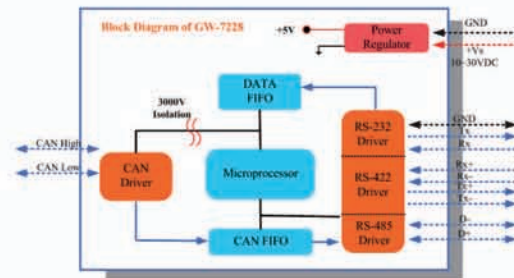 Block Diagram of GW-7228
+5V
Power
Regulator
GND
+Vs
10~30VDC
3000V
Isolation
DATA
FIFO
CAN High
CAN Low
CAN
Driver
Microprocessor
CAN FIFO
RS-232
Driver
RS-422
Driver
RS-485
Driver
GND
Tx
Rx
Rx+
Rx-
Tx+
Tx-
D-
D+